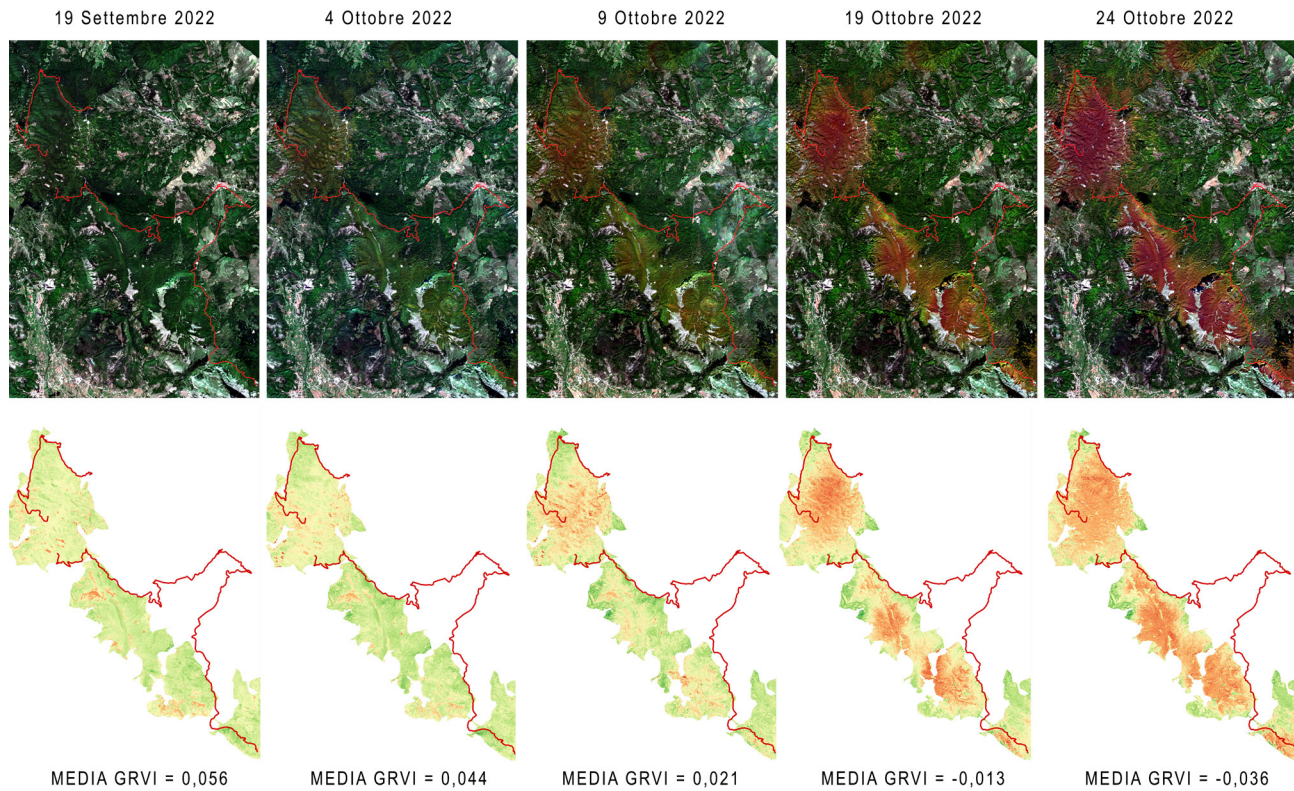 19 Settembre 2022
4 Ottobre 2022
9 Ottobre 2022
19 Ottobre 2022
24 Ottobre 2022
MEDIA GRVI = 0,056
MEDIA GRVI = 0,044
MEDIA GRVI = 0,021
MEDIA GRVI = -0,013
MEDIA GRVI = -0,036